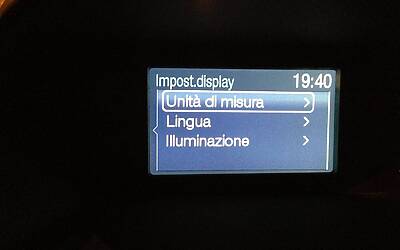 Impost.display 19:40
Unità di misura >
Lingua >
Illuminazione >